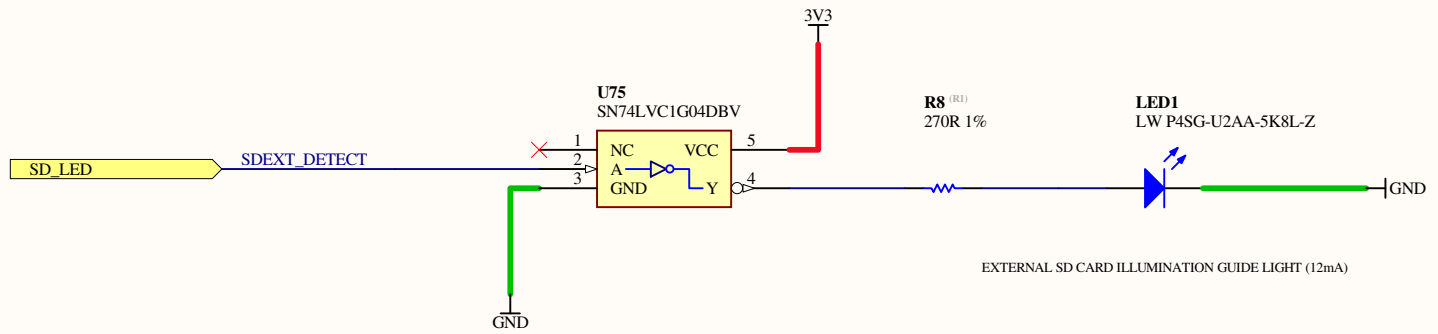 3V3
U75
SN74LVC1G04DBV
R8 (R1)
270R 1%
LED1
LW P4SG-U2AA-5K8L-Z
SD_LED
SDEXT_DETECT
1
2
3
NC
A
GND
VCC
Y
5
4
GND
EXTERNAL SD CARD ILLUMINATION GUIDE LIGHT (12mA)
GND